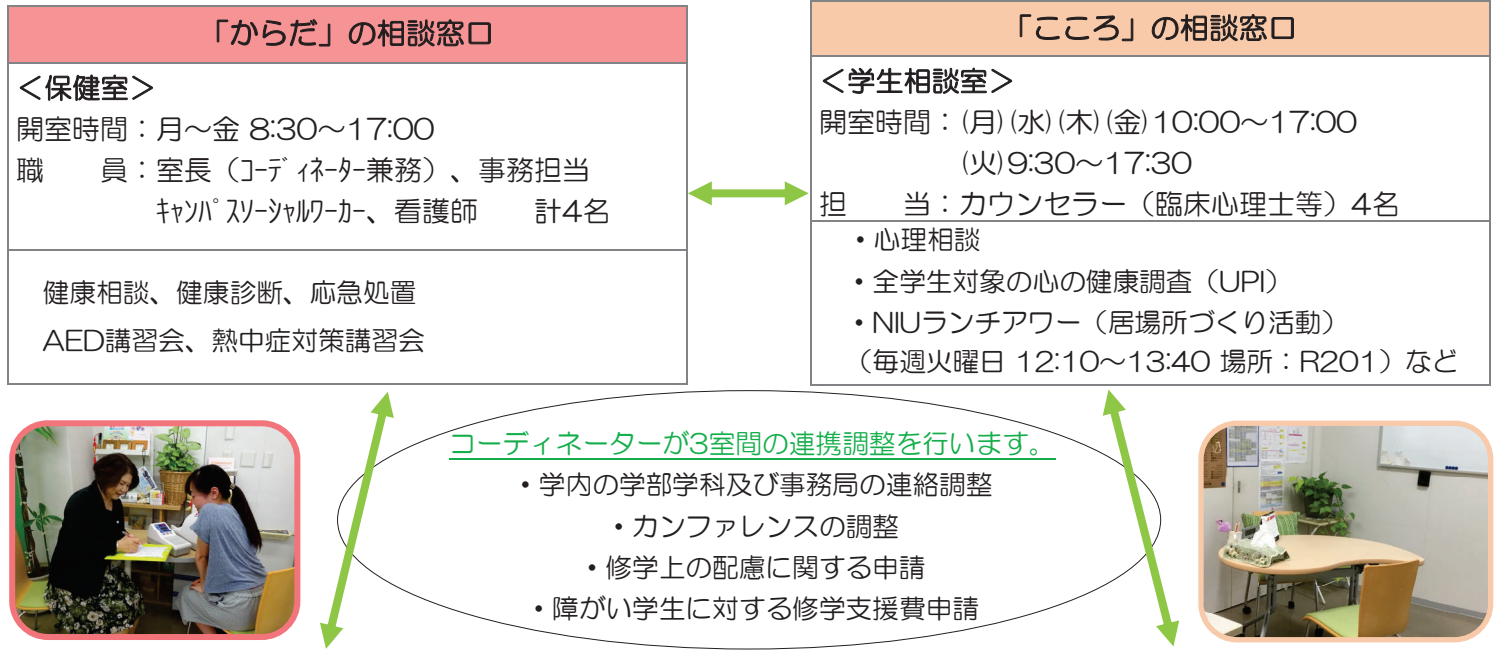 「からだ」の相談窓口
＜保健室＞
開室時間：月～金 8:30～17:00
職　　員：室長（ｺｰﾃﾞｨﾈｰﾀｰ兼務）、事務担当
ｷｬﾝﾊﾟｽｿｰｼｬﾙﾜｰｶｰ、看護師　　計4名
健康相談、健康診断、応急処置
AED講習会、熱中症対策講習会
「こころ」の相談窓口
＜学生相談室＞
開室時間：(月)(水)(木)(金)10:00～17:00
(火)9:30～17:30
担　　当：カウンセラー（臨床心理士等）4名
・心理相談
・全学生対象の心の健康調査（UPI）
・NIUランチアワー（居場所づくり活動）
（毎週火曜日 12:10～13:40 場所：R201）など
コーディネーターが3室間の連携調整を行います。
・学内の学部学科及び事務局の連絡調整
・カンファレンスの調整
・修学上の配慮に関する申請
・障がい学生に対する修学支援費申請